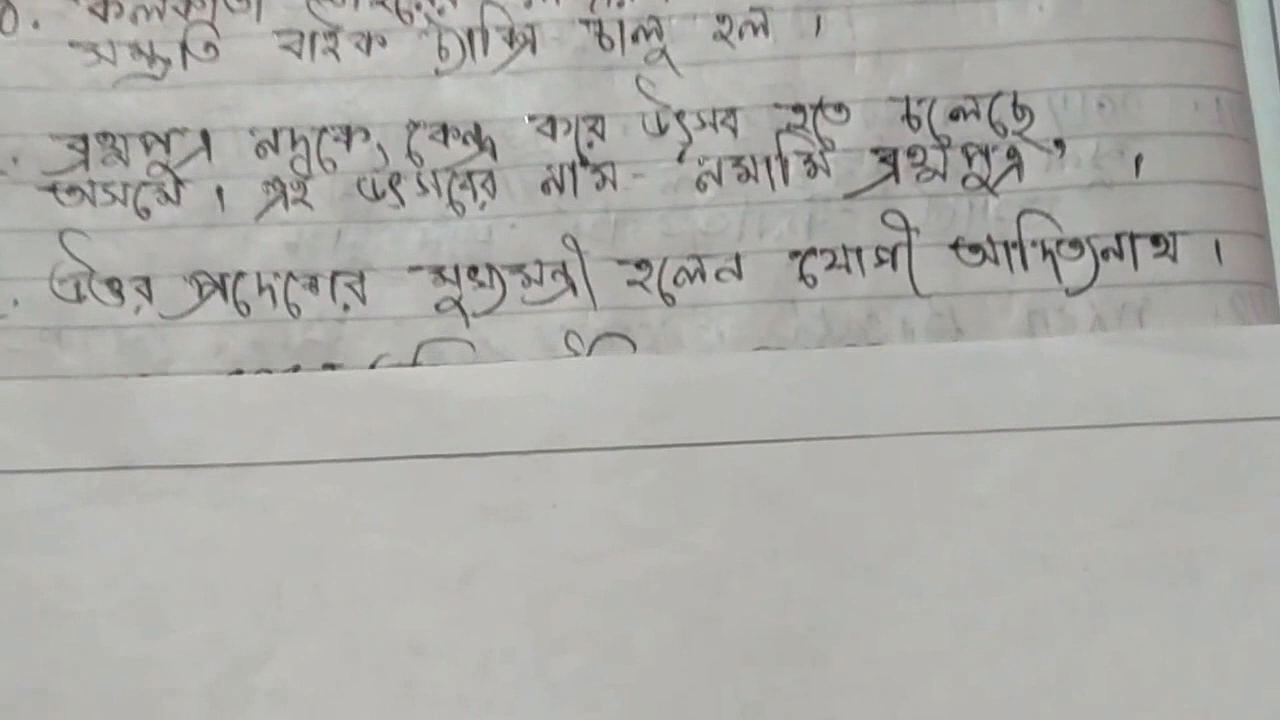 সম্প্রতি বাইক ট্যাক্সি চালু হল ।
ব্রহ্মপুত্র নদকে কেন্দ্র করে উৎসব হতে চলেছে
অসমে । এই উৎসবের নাম - 'নমামি ব্রহ্মপুত্র' ।
উত্তর প্রদেশের মুখ্যমন্ত্রী হলেন যোগী আদিত্যনাথ ।